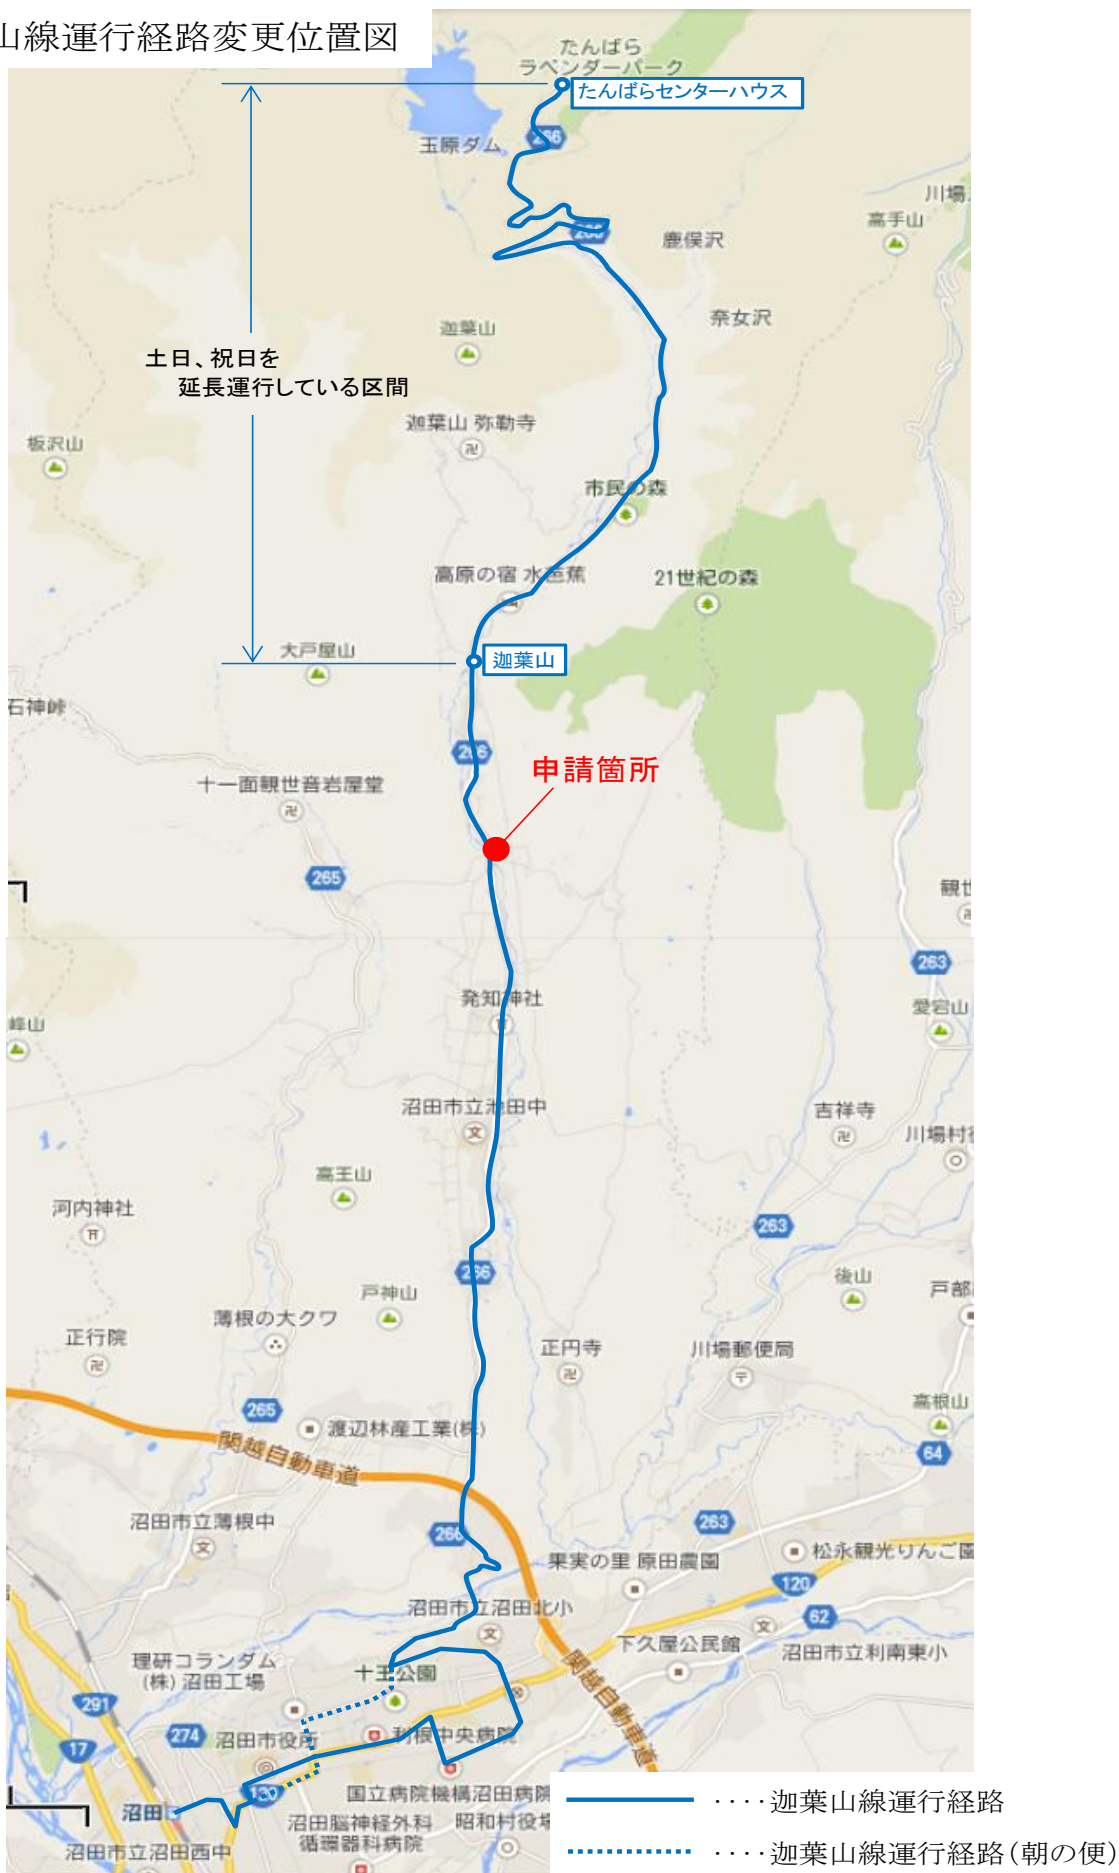 山線運行経路変更位置図
たんばら
ラベンダーパーク
たんばらセンターハウス
玉原ダム
266
川場
高手山
266
鹿俣沢
奈女沢
迦葉山
土日、祝日を
延長運行している区間
迦葉山 弥勒寺
板沢山
市民の森
高原の宿 水芭蕉
21世紀の森
大戸屋山
迦葉山
石神峠
266
申請箇所
十一面観世音岩屋堂
265
観世
263
発知神社
愛宕山
峰山
沼田市立池田中
吉祥寺
川場村役
高王山
河内神社
263
266
後山
戸部
戸神山
薄根の大クワ
正行院
正円寺
川場郵便局
高根山
265
渡辺林産工業(株)
64
関越自動車道
沼田市立薄根中
266
263
松永観光りんご園
果実の里 原田農園
120
沼田市立沼田北小
62
下久屋公民館
沼田市立利南東小
理研コランダム
(株) 沼田工場
十王公園
関越自動車道
291
274
沼田市役所
利根中央病院
17
120
国立病院機構沼田病院
沼田
沼田脳神経外科
循環器科病院
昭和村役場
沼田市立沼田西中
‥‥迦葉山線運行経路
‥‥迦葉山線運行経路(朝の便)